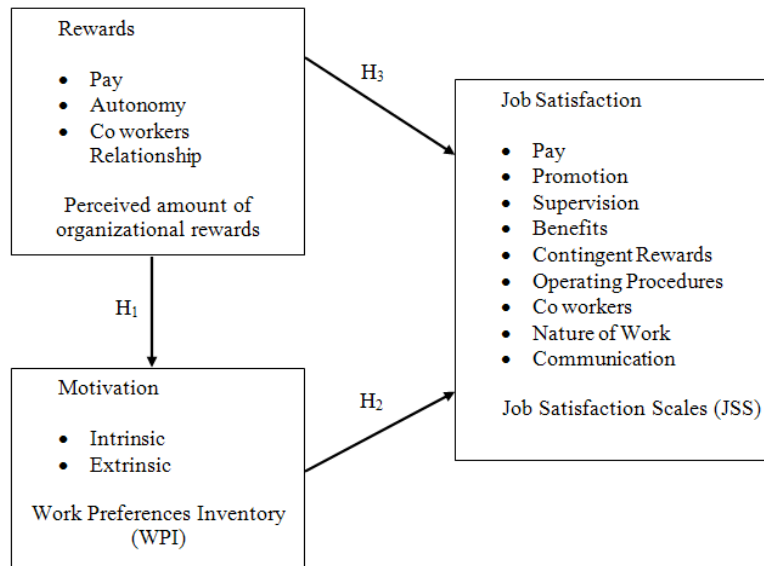 Rewards
• Pay
• Autonomy
• Co workers
Relationship
Perceived amount of
organizational rewards
H₃
Job Satisfaction
• Pay
• Promotion
• Supervision
• Benefits
• Contingent Rewards
• Operating Procedures
• Co workers
• Nature of Work
• Communication
Job Satisfaction Scales (JSS)
H₁
Motivation
• Intrinsic
• Extrinsic
Work Preferences Inventory
(WPI)
H₂